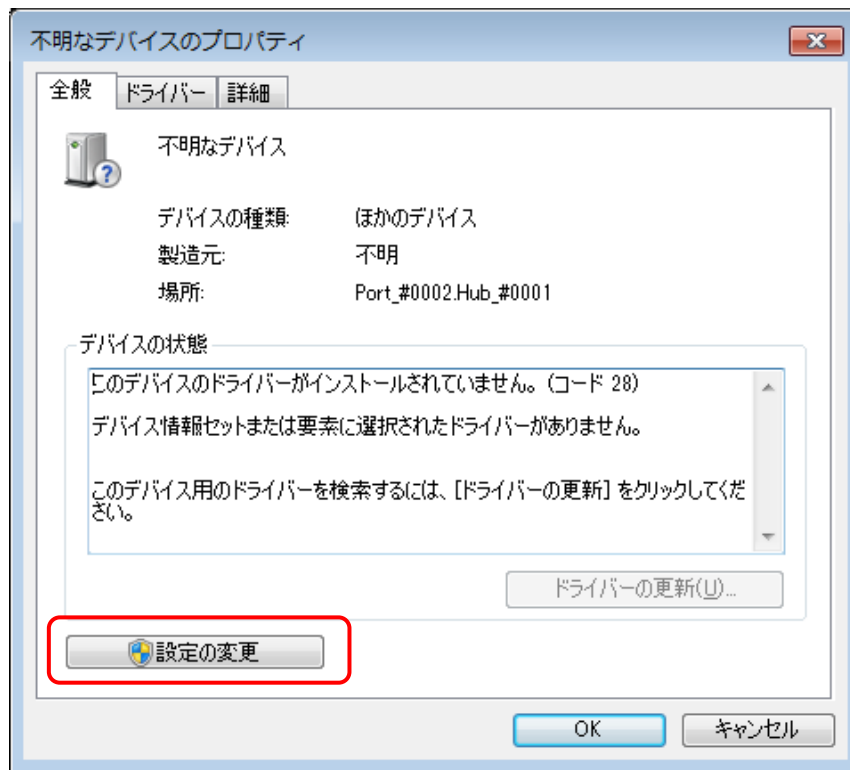 不明なデバイスのプロパティ
全般 ドライバー 詳細
不明なデバイス
デバイスの種類: ほかのデバイス
製造元: 不明
場所: Port_#0002.Hub_#0001
デバイスの状態
このデバイスのドライバーがインストールされていません。(コード 28)
デバイス情報セットまたは要素に選択されたドライバーがありません。
このデバイス用のドライバーを検索するには、[ドライバーの更新] をクリックしてくだ
さい。
ドライバーの更新(U)...
設定の変更
OK キャンセル